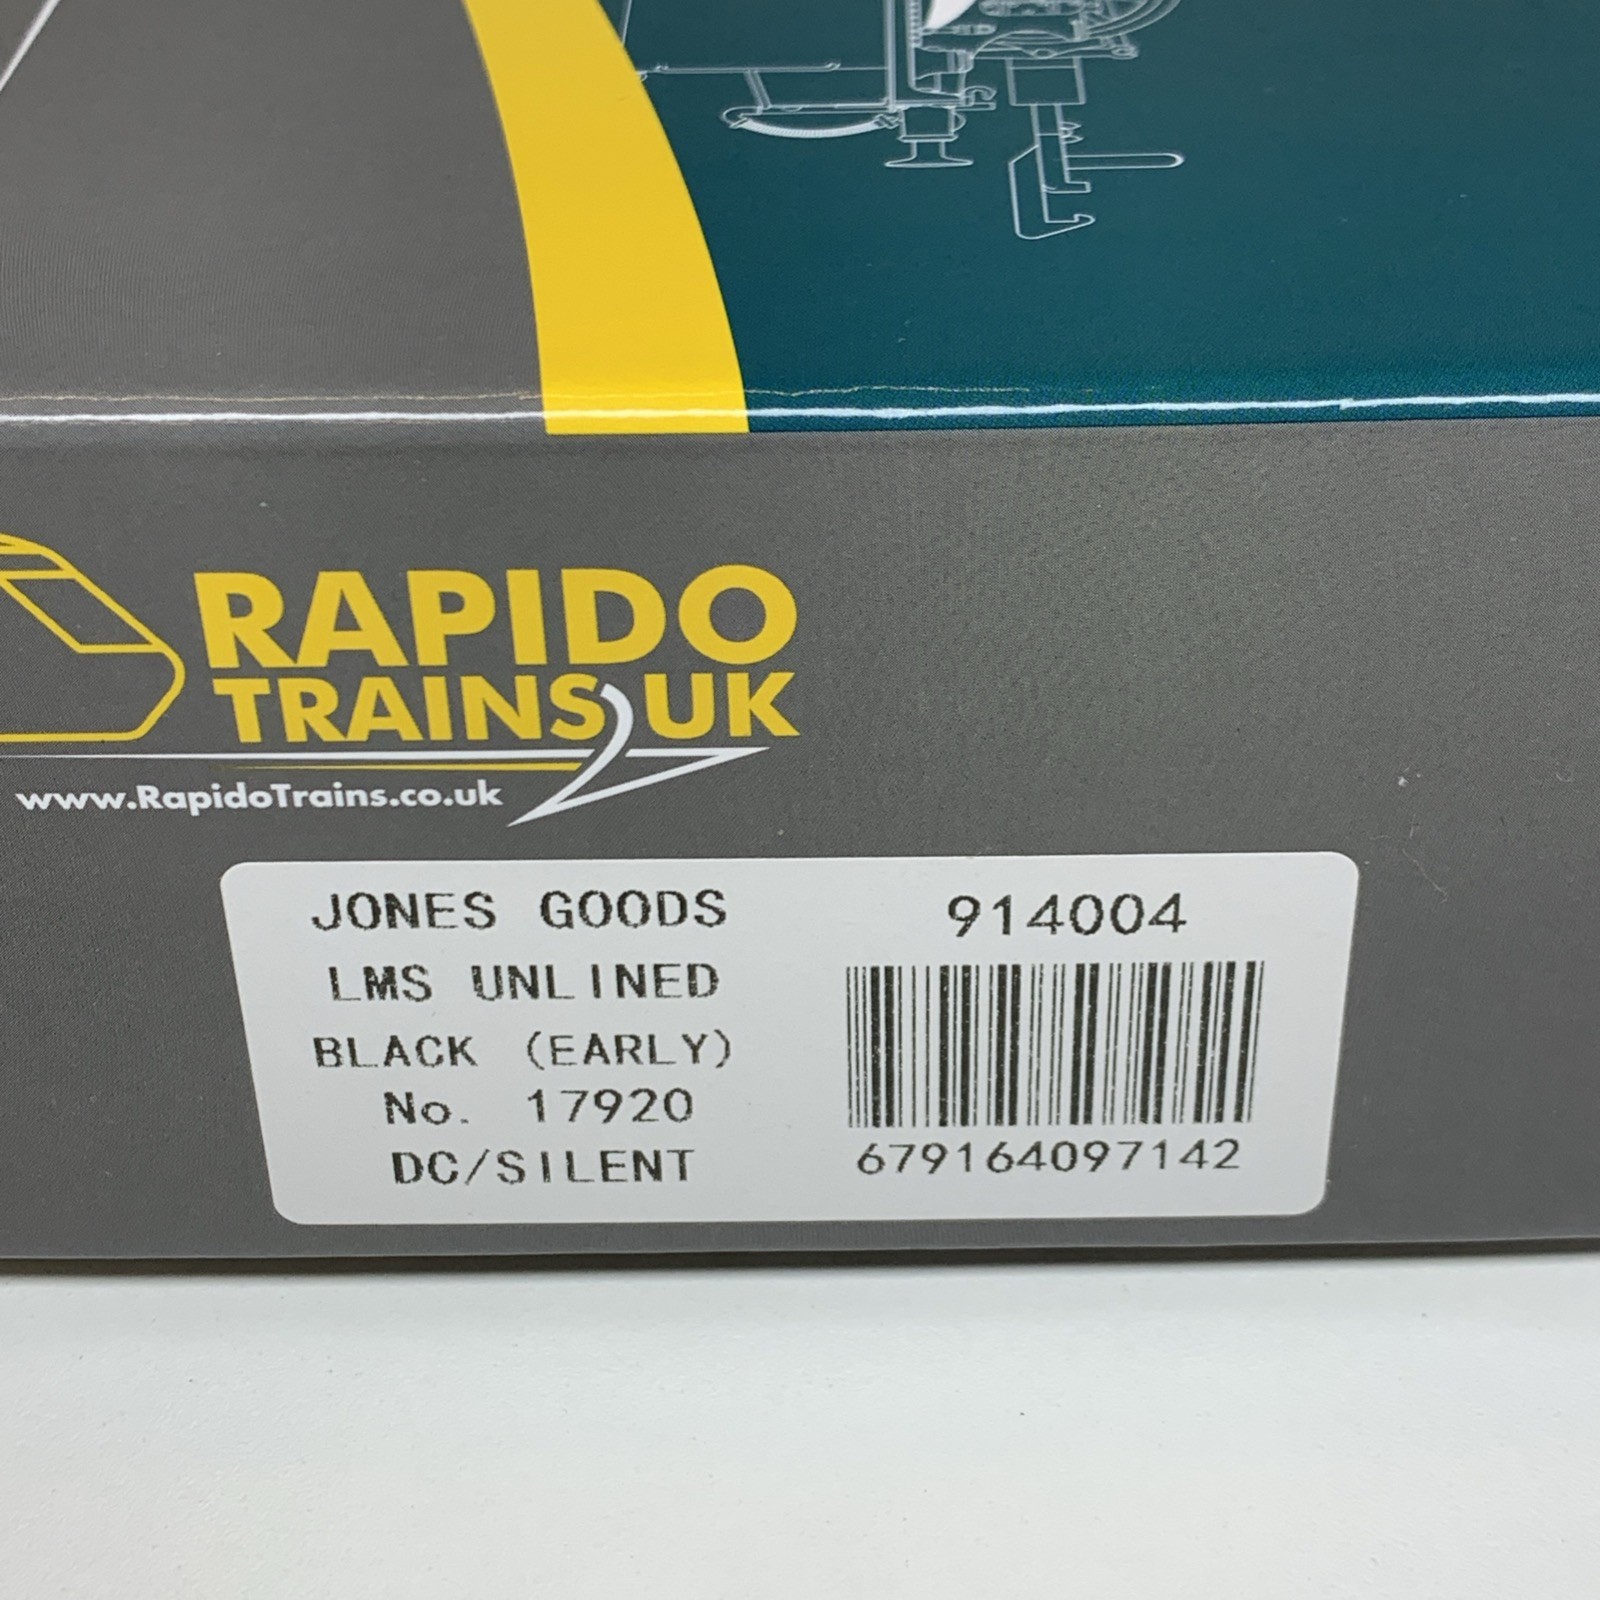 RAPIDO
TRAINS UK
www.RapidoTrains.co.uk
JONES GOODS
LMS UNLINED
BLACK (EARLY)
No. 17920
DC/SILENT
914004
679164097142